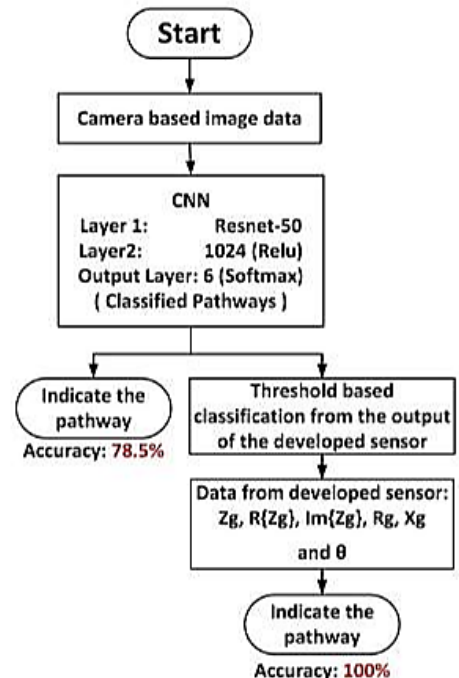 Start
Camera based image data
CNN
Layer 1: Resnet-50
Layer2: 1024 (Relu)
Output Layer: 6 (Softmax)
( Classified Pathways )
Indicate the
pathway
Accuracy: 78.5%
Threshold based
classification from the output
of the developed sensor
Data from developed sensor:
Zg, R{Zg}, Im{Zg}, Rg, Xg
and θ
Indicate the
pathway
Accuracy: 100%